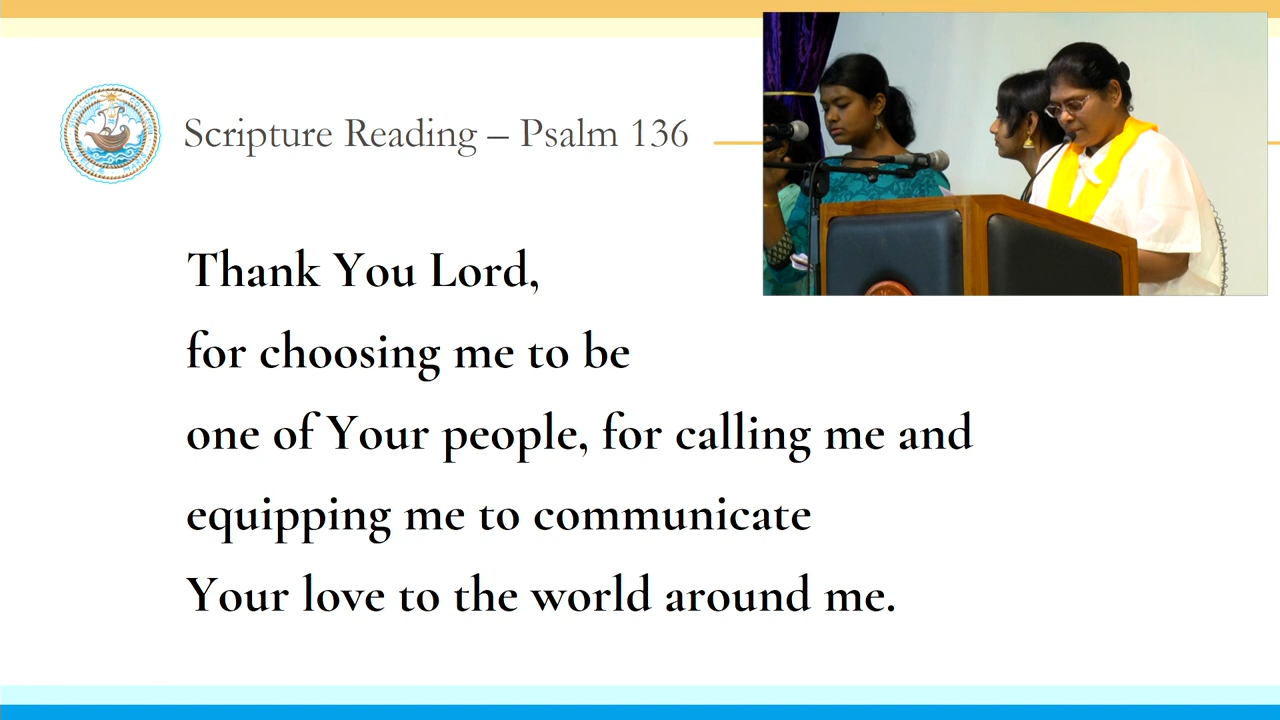 Scripture Reading – Psalm 136
Thank You Lord,
for choosing me to be
one of Your people, for calling me and
equipping me to communicate
Your love to the world around me.